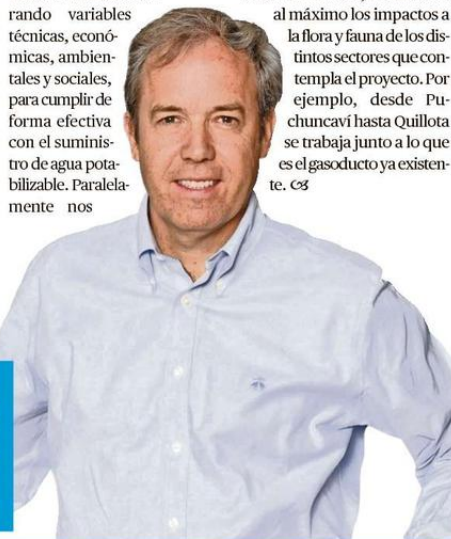 rando variables
técnicas, econó-
micas, ambien-
tales y sociales,
para cumplir de
forma efectiva
con el suminis-
tro de agua pota-
bilizable. Paralela-
mente nos
al máximo los impactos a
la flora y fauna de los dis-
tintos sectores que con-
templa el proyecto. Por
ejemplo, desde Pu-
chuncaví hasta Quillota
se trabaja junto a lo que
es el gasoducto ya existen-
te.